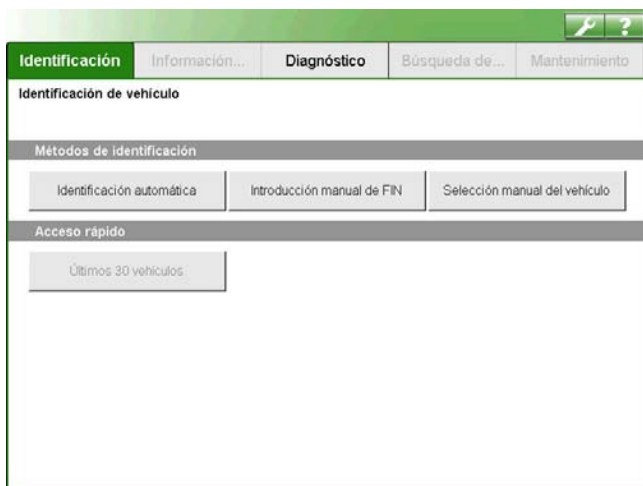 ?
Identificación Información... Diagnóstico Búsqueda de... Mantenimiento
Identificación de vehículo
Métodos de identificación
Identificación automática Introducción manual de FIN Selección manual del vehículo
Acceso rápido
Últimos 30 vehículos